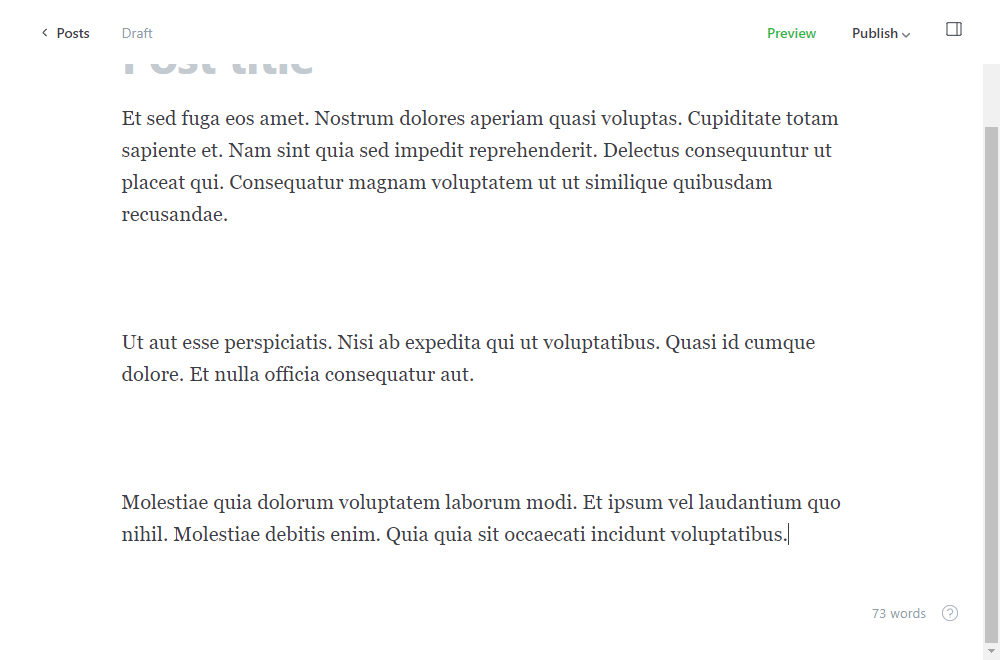 Posts
Draft
Preview
Publish
Post title
Et sed fuga eos amet. Nostrum dolores aperiam quasi voluptas. Cupiditate totam
sapiente et. Nam sint quia sed impedit reprehenderit. Delectus consequuntur ut
placeat qui. Consequatur magnam voluptatem ut ut similique quibusdam
recusandae.
Ut aut esse perspiciatis. Nisi ab expedita qui ut voluptatibus. Quasi id cumque
dolore. Et nulla officia consequatur aut.
Molestiae quia dolorum voluptatem laborum modi. Et ipsum vel laudantium quo
nihil. Molestiae debitis enim. Quia quia sit occaecati incidunt voluptatibus.
73 words
?